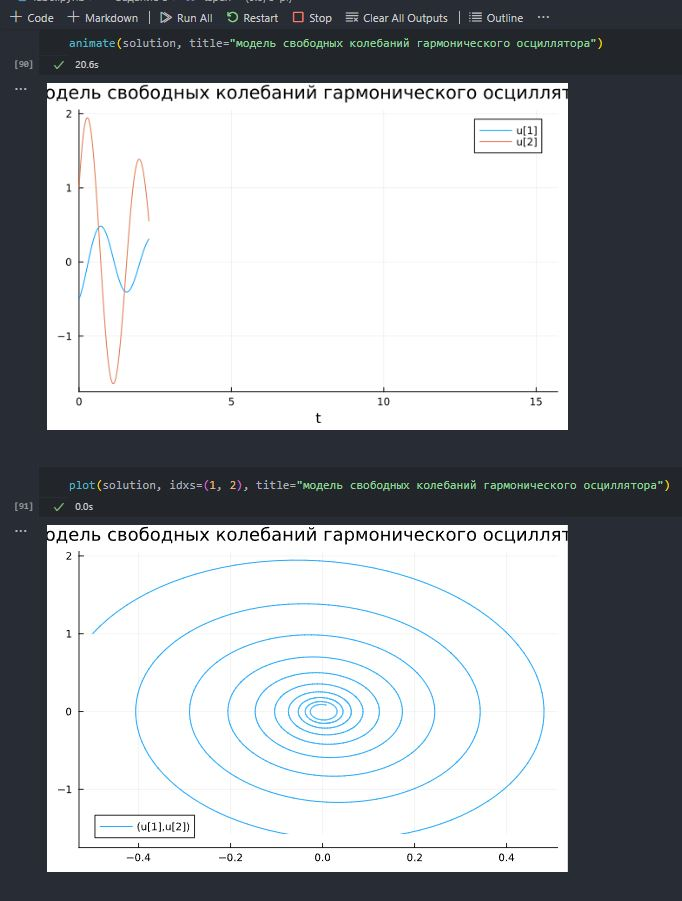 Code Markdown Run All Restart Stop Clear All Outputs Outline ...
animate(solution, title="модель свободных колебаний гармонического осциллятора")
[90] 20.6s
...
одель свободных колебаний гармонического осциллят
2
u[1]
u[2]
1
0
−1
0 5 10 15
t
plot(solution, idxs=(1, 2), title="модель свободных колебаний гармонического осциллятора")
[91] 0.0s
...
одель свободных колебаний гармонического осциллят
2
1
0
−1
(u[1],u[2])
−0.4 −0.2 0.0 0.2 0.4